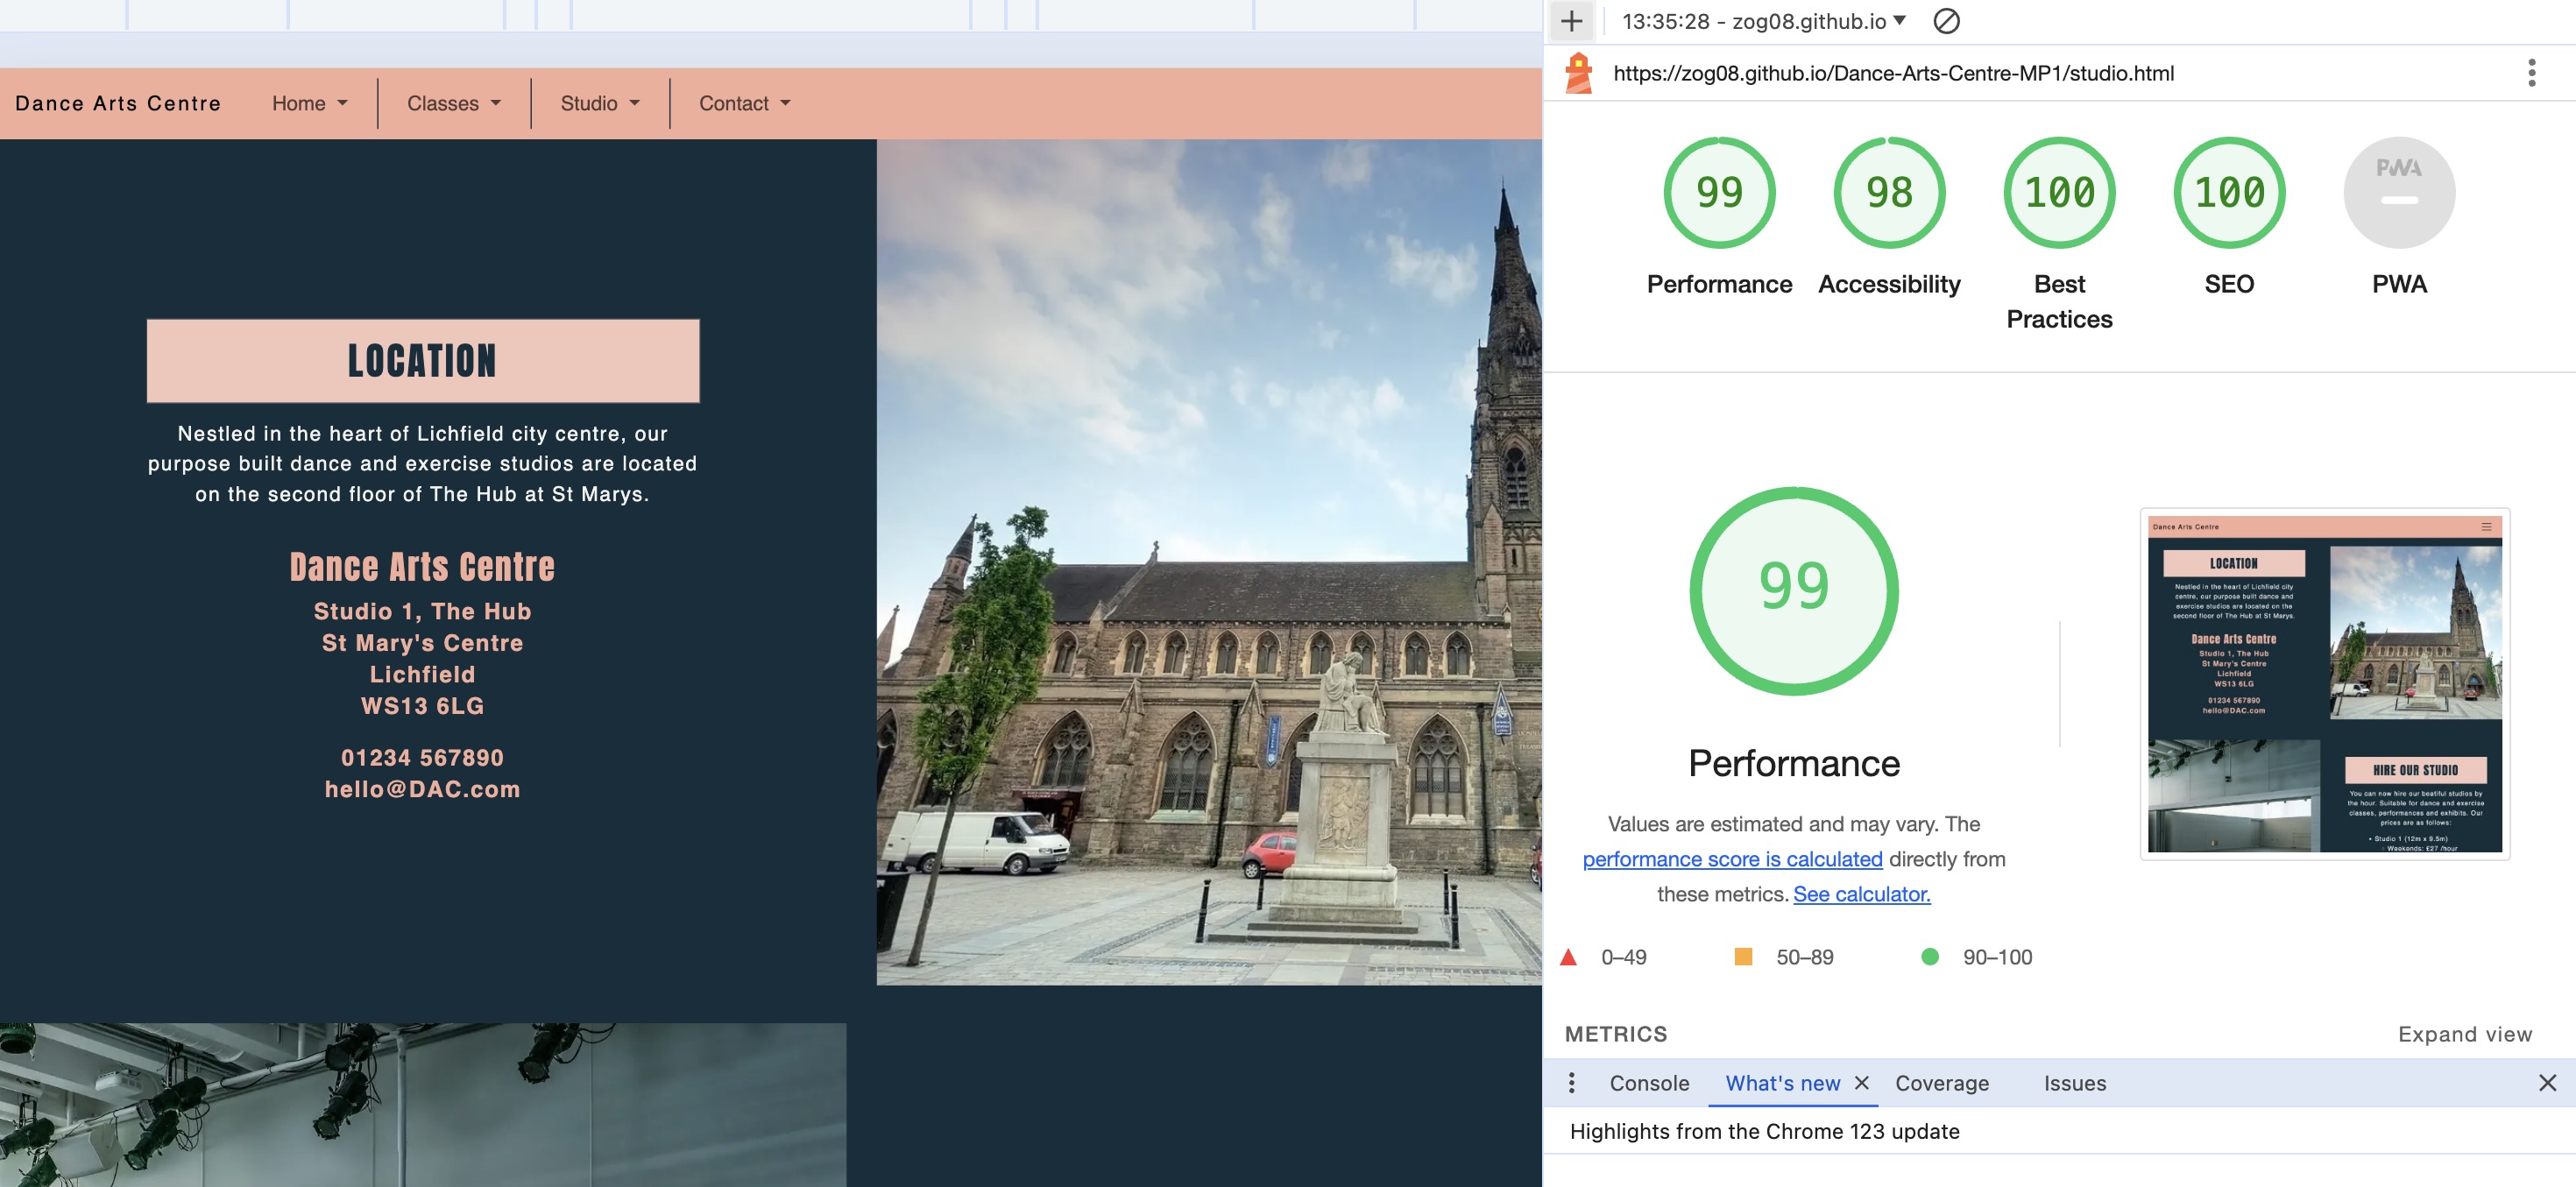 Dance Arts Centre
Home
Classes
Studio
Contact
LOCATION
Nestled in the heart of Lichfield city centre, our
purpose built dance and exercise studios are located
on the second floor of The Hub at St Marys.
Dance Arts Centre
Studio 1, The Hub
St Mary's Centre
Lichfield
WS13 6LG
01234 567890
hello@DAC.com
13:35:28 - zog08.github.io
https://zog08.github.io/Dance-Arts-Centre-MP1/studio.html
99
98
100
100
PWA
Performance
Accessibility
Best
Practices
SEO
PWA
99
Performance
Values are estimated and may vary. The
performance score is calculated directly from
these metrics. See calculator.
0–49
50–89
90–100
Dance Arts Centre
LOCATION
Nestled in the heart of Lichfield city
centre, our purpose built dance and
exercise studios are located on the
second floor of The Hub at St Marys.
Dance Arts Centre
Studio 1, The Hub
St Mary's Centre
Lichfield
WS13 6LG
01234 567890
hello@DAC.com
HIRE OUR STUDIO
You can now hire our beatiful studios by
the hour. Suitable for dance and exercise
classes, performances and exhibits. Our
prices are as follows:
• Studio 1 (12m x 9.5m)
Weekends: £27 /hour
METRICS
Expand view
Console
What's new
Coverage
Issues
Highlights from the Chrome 123 update